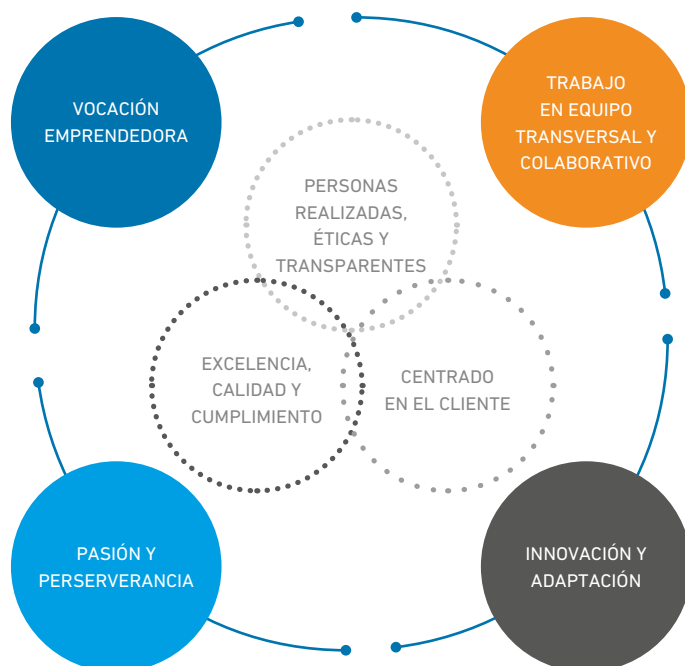 VOCACIÓN
EMPRENDEDORA
TRABAJO
EN EQUIPO
TRANSVERSAL Y
COLABORATIVO
PERSONAS
REALIZADAS,
ÉTICAS Y
TRANSPARENTES
EXCELENCIA,
CALIDAD Y
CUMPLIMIENTO
CENTRADO
EN EL CLIENTE
PASIÓN Y
PERSERVERANCIA
INNOVACIÓN Y
ADAPTACIÓN